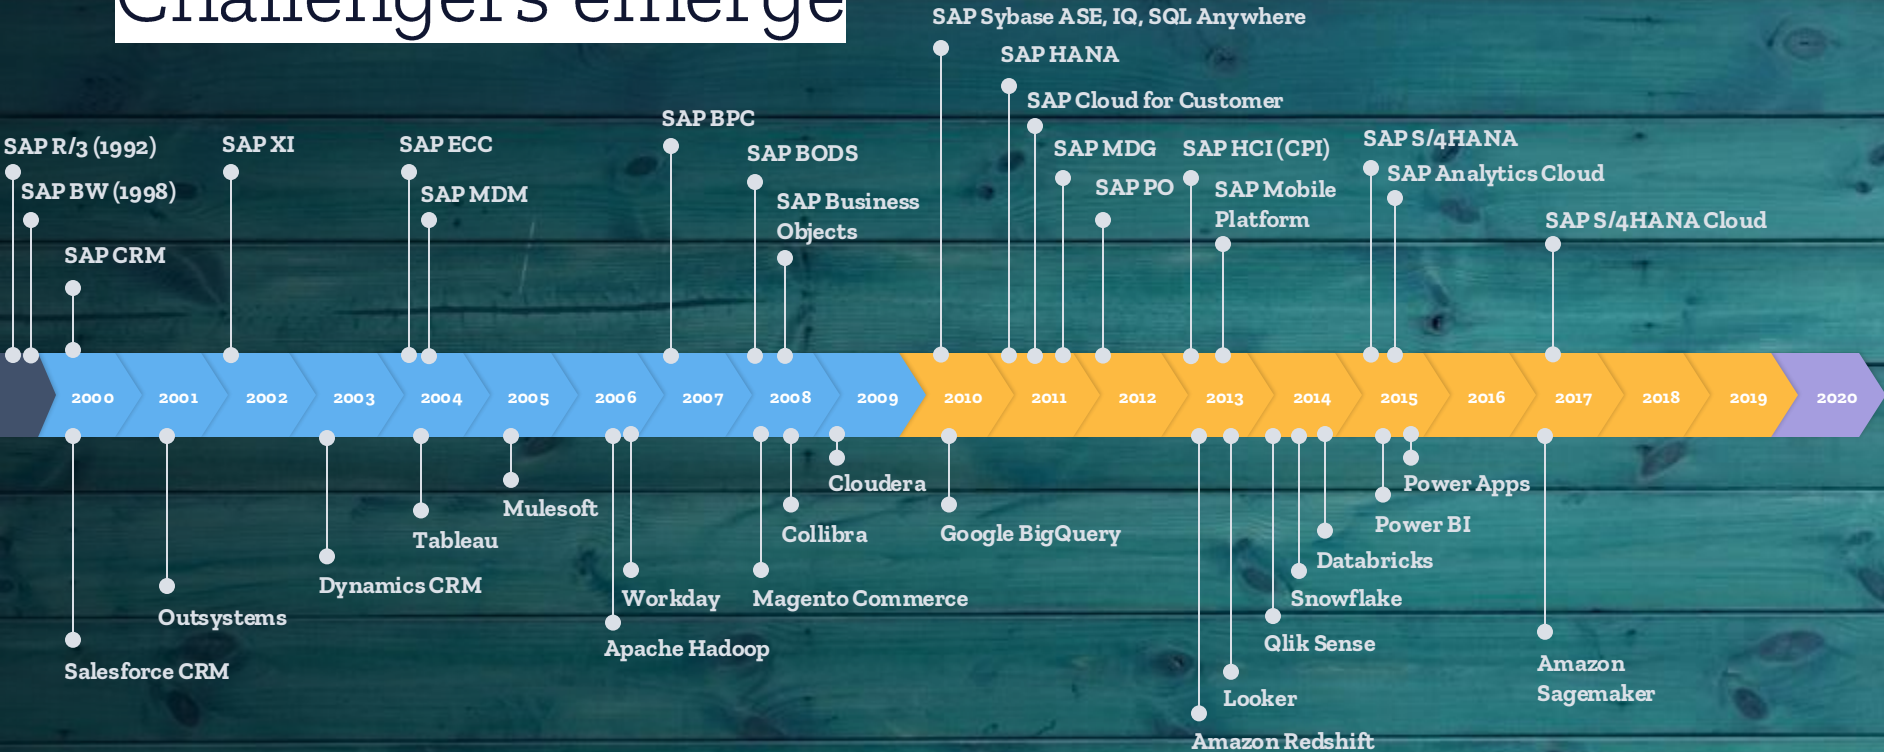 Challengers emerge
SAP Sybase ASE, IQ, SQL Anywhere
SAP HANA
SAP Cloud for Customer
SAP BPC
SAP R/3 (1992)
SAP XI
SAP ECC
SAP BODS
SAP MDG
SAP HCI (CPI)
SAP S/4HANA
SAP Analytics Cloud
SAP BW (1998)
SAP MDM
SAP Business
Objects
SAP PO
SAP Mobile
Platform
SAP S/4HANA Cloud
SAP CRM
2000 2001 2002 2003 2004 2005 2006 2007 2008 2009 2010 2011 2012 2013 2014 2015 2016 2017 2018 2019 2020
Cloudera
Power Apps
Mulesoft
Power BI
Collibra
Google BigQuery
Tableau
Databricks
Dynamics CRM
Workday
Magento Commerce
Snowflake
Outsystems
Apache Hadoop
Qlik Sense
Salesforce CRM
Amazon
Sagemaker
Looker
Amazon Redshift